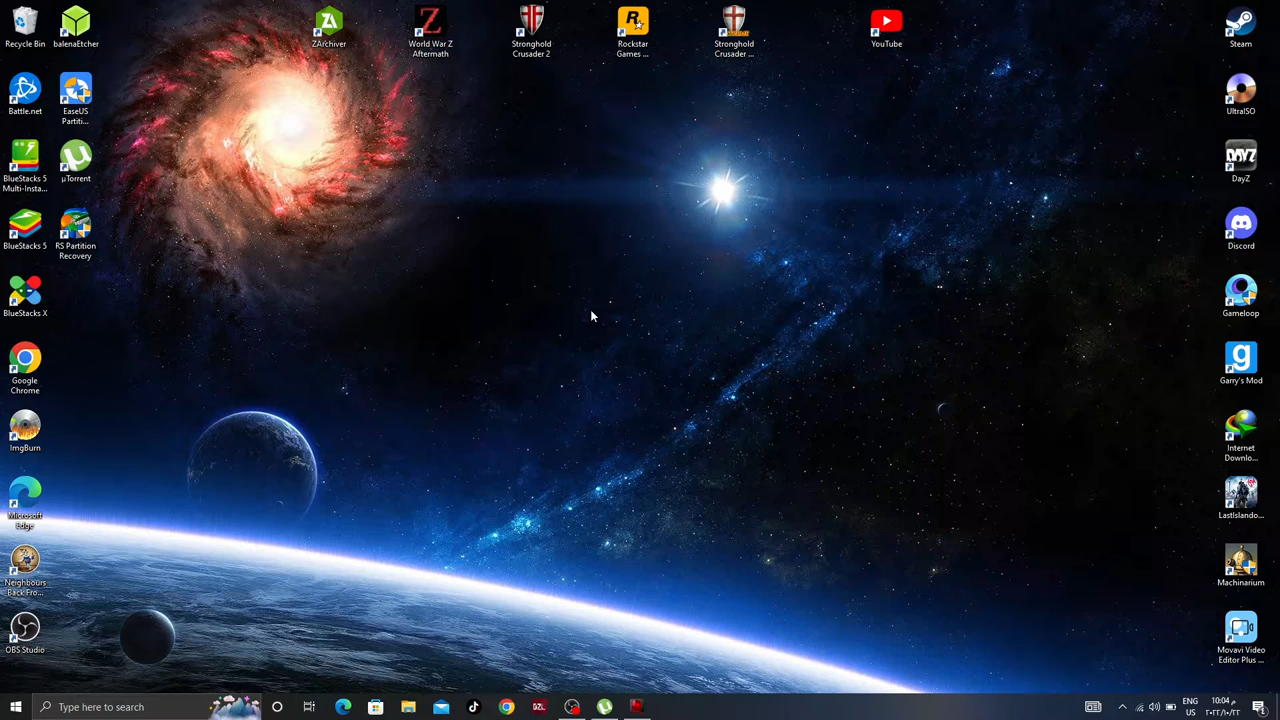 Recycle Bin
balenaEtcher
ZArchiver
World War Z
Aftermath
Stronghold
Crusader 2
Rockstar
Games ...
Stronghold
Crusader ...
YouTube
Steam
Battle.net
EaseUS
Partiti...
UltraISO
BlueStacks 5
Multi-Insta...
µTorrent
DAYZ
DayZ
BlueStacks 5
RS Partition
Recovery
Discord
BlueStacks X
Gameloop
Google
Chrome
Garry's Mod
ImgBurn
Internet
Downlo...
Microsoft
Edge
LastIslando...
Neighbours
Back Fro...
Machinarium
OBS Studio
Movavi Video
Editor Plus ...
Type here to search
DZL
ENG
US
10:04 م